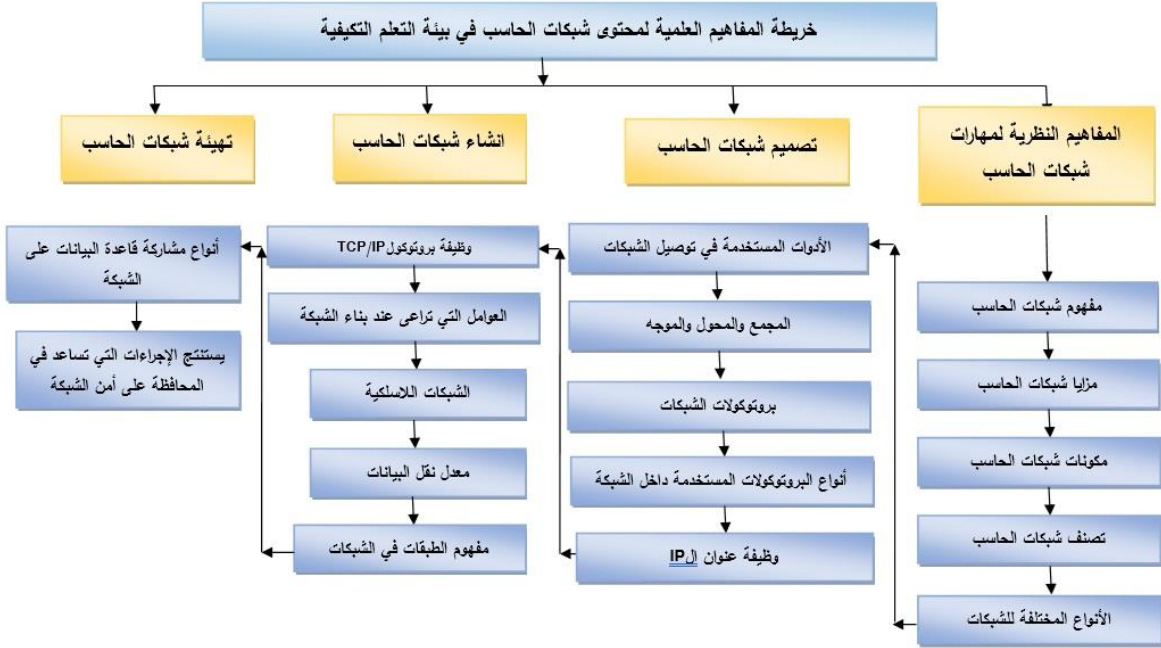 خريطة المفاهيم العلمية لمحتوى شبكات الحاسب في بيئة التعلم التكيفية
المفاهيم النظرية لمهارات
شبكات الحاسب
تصميم شبكات الحاسب
انشاء شبكات الحاسب
تهيئة شبكات الحاسب
مفهوم شبكات الحاسب
مزايا شبكات الحاسب
مكونات شبكات الحاسب
تصنف شبكات الحاسب
الأنواع المختلفة للشبكات
الأدوات المستخدمة في توصيل الشبكات
المجمع والمحول والموجه
بروتوكولات الشبكات
أنواع البروتوكولات المستخدمة داخل الشبكة
وظيفة عنوان الIP
وظيفة بروتوكولTCP/IP
العوامل التي تراعى عند بناء الشبكة
الشبكات اللاسلكية
معدل نقل البيانات
مفهوم الطبقات في الشبكات
أنواع مشاركة قاعدة البيانات على
الشبكة
يستنتج الإجراءات التي تساعد في
المحافظة على أمن الشبكة